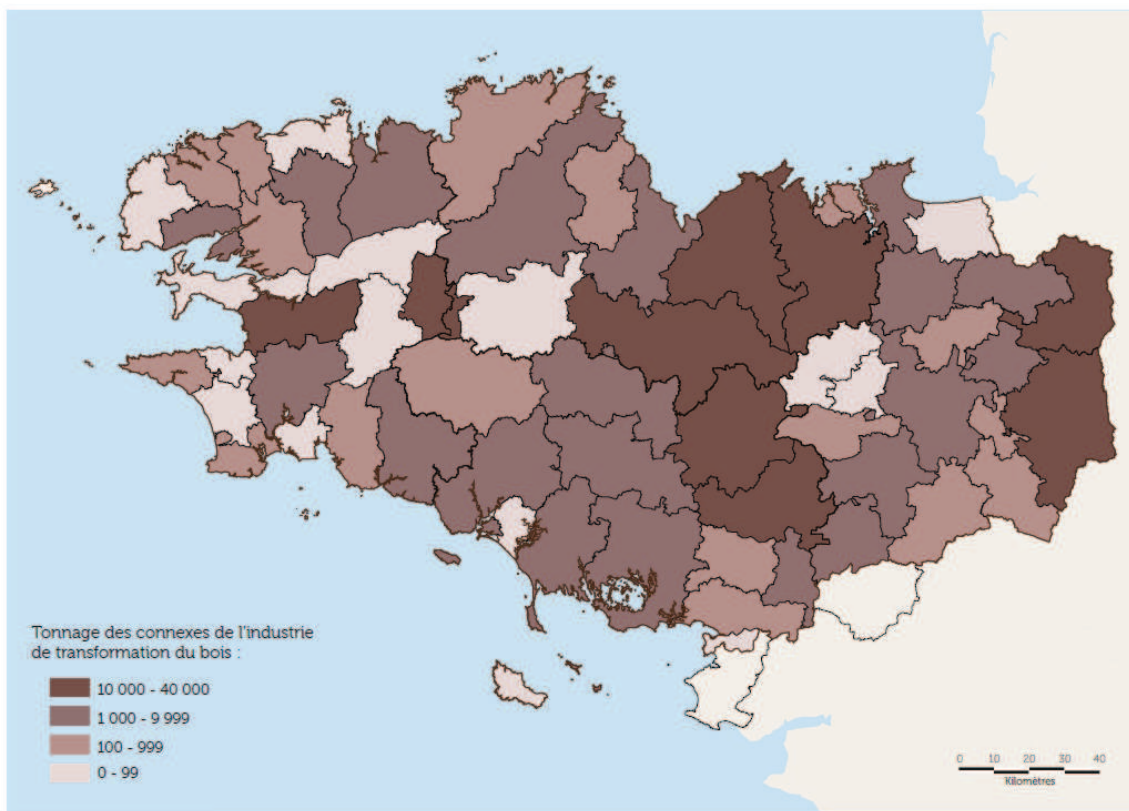 Tonnage des connexes de l'industrie
de transformation du bois :
10 000 - 40 000
1 000 - 9 999
100 - 999
0 - 99
0 10 20 30 40
Kilomètres